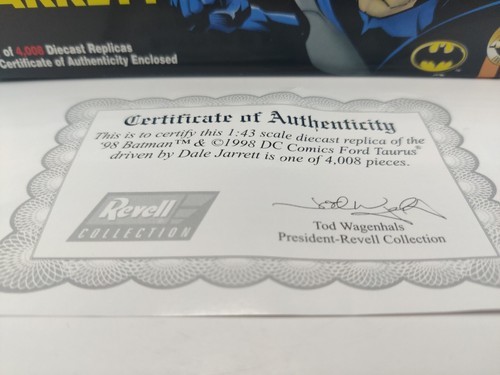 of 4,008 Diecast Replicas
Certificate of Authenticity Enclosed
Certificate of Authenticity
This is to certify this 1:43 scale diecast replica of the
'98 Batman™ & ©1998 DC Comics Ford Taurus®
driven by Dale Jarrett is one of 4,008 pieces.
Revell
COLLECTION
Tod Wagenhals
President-Revell Collection